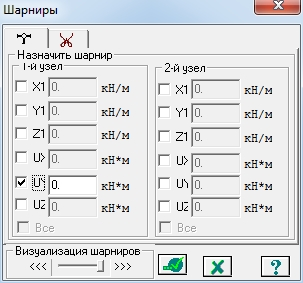 Шарниры
Назначить шарнир
1-й узел
X1 0. кН/м
Y1 0. кН/м
Z1 0. кН/м
UX 0. кН*м
UY 0. кН*м
UZ 0. кН*м
Все
2-й узел
X1 0. кН/м
Y1 0. кН/м
Z1 0. кН/м
UX 0. кН*м
UY 0. кН*м
UZ 0. кН*м
Все
Визуализация шарниров
<<< >>>
?